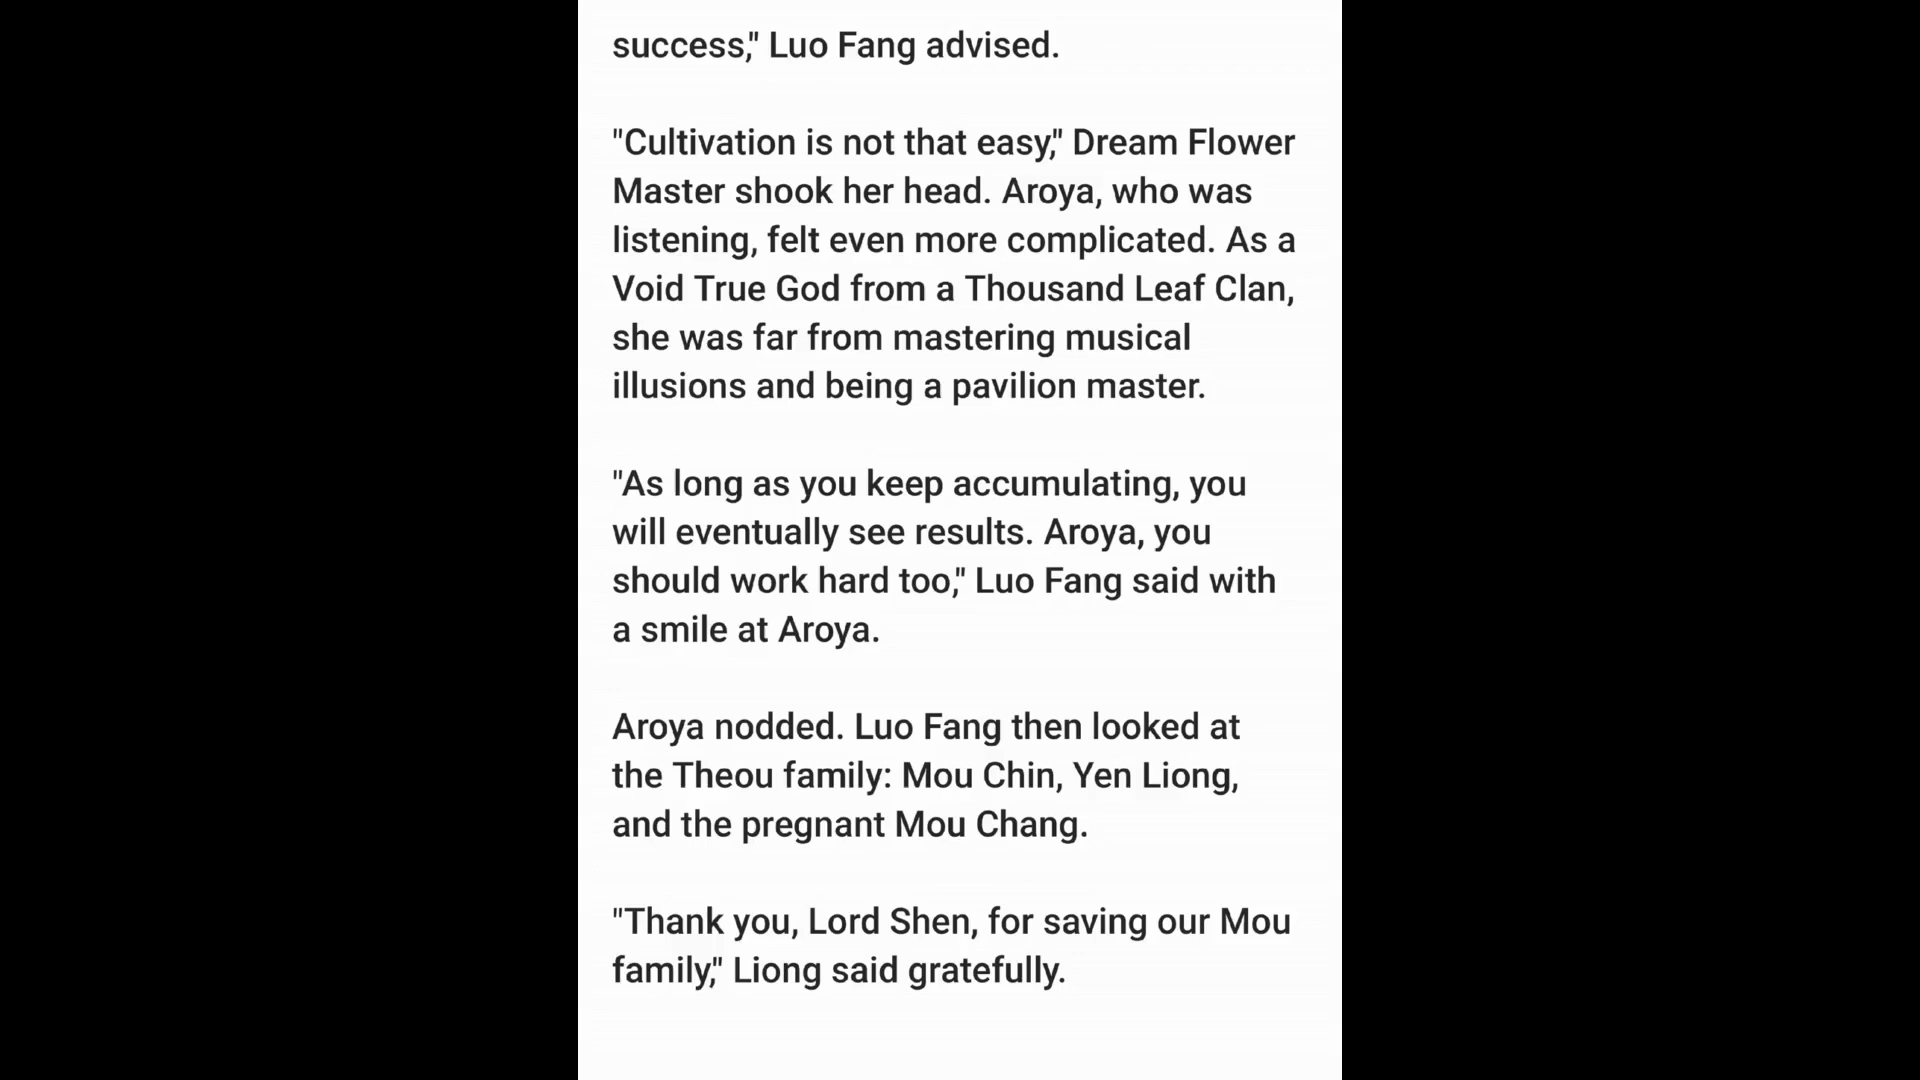 success," Luo Fang advised.
"Cultivation is not that easy," Dream Flower
Master shook her head. Aroya, who was
listening, felt even more complicated. As a
Void True God from a Thousand Leaf Clan,
she was far from mastering musical
illusions and being a pavilion master.
"As long as you keep accumulating, you
will eventually see results. Aroya, you
should work hard too," Luo Fang said with
a smile at Aroya.
Aroya nodded. Luo Fang then looked at
the Theou family: Mou Chin, Yen Liong,
and the pregnant Mou Chang.
"Thank you, Lord Shen, for saving our Mou
family," Liong said gratefully.